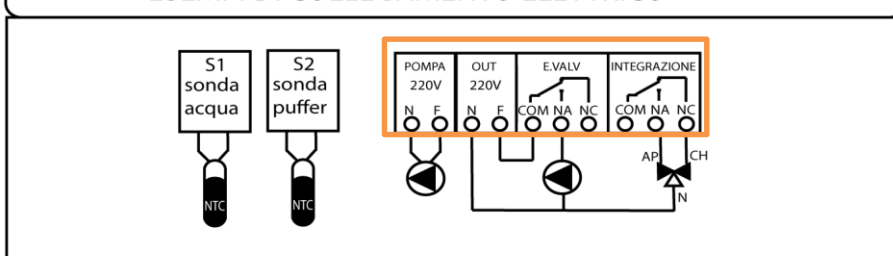 S1
sonda
acqua
S2
sonda
puffer
POMPA
220V
N F
OUT
220V
N F
E.VALV
COM NA NC
INTEGRAZIONE
COM NA NC
NTC
NTC
AP CH
N